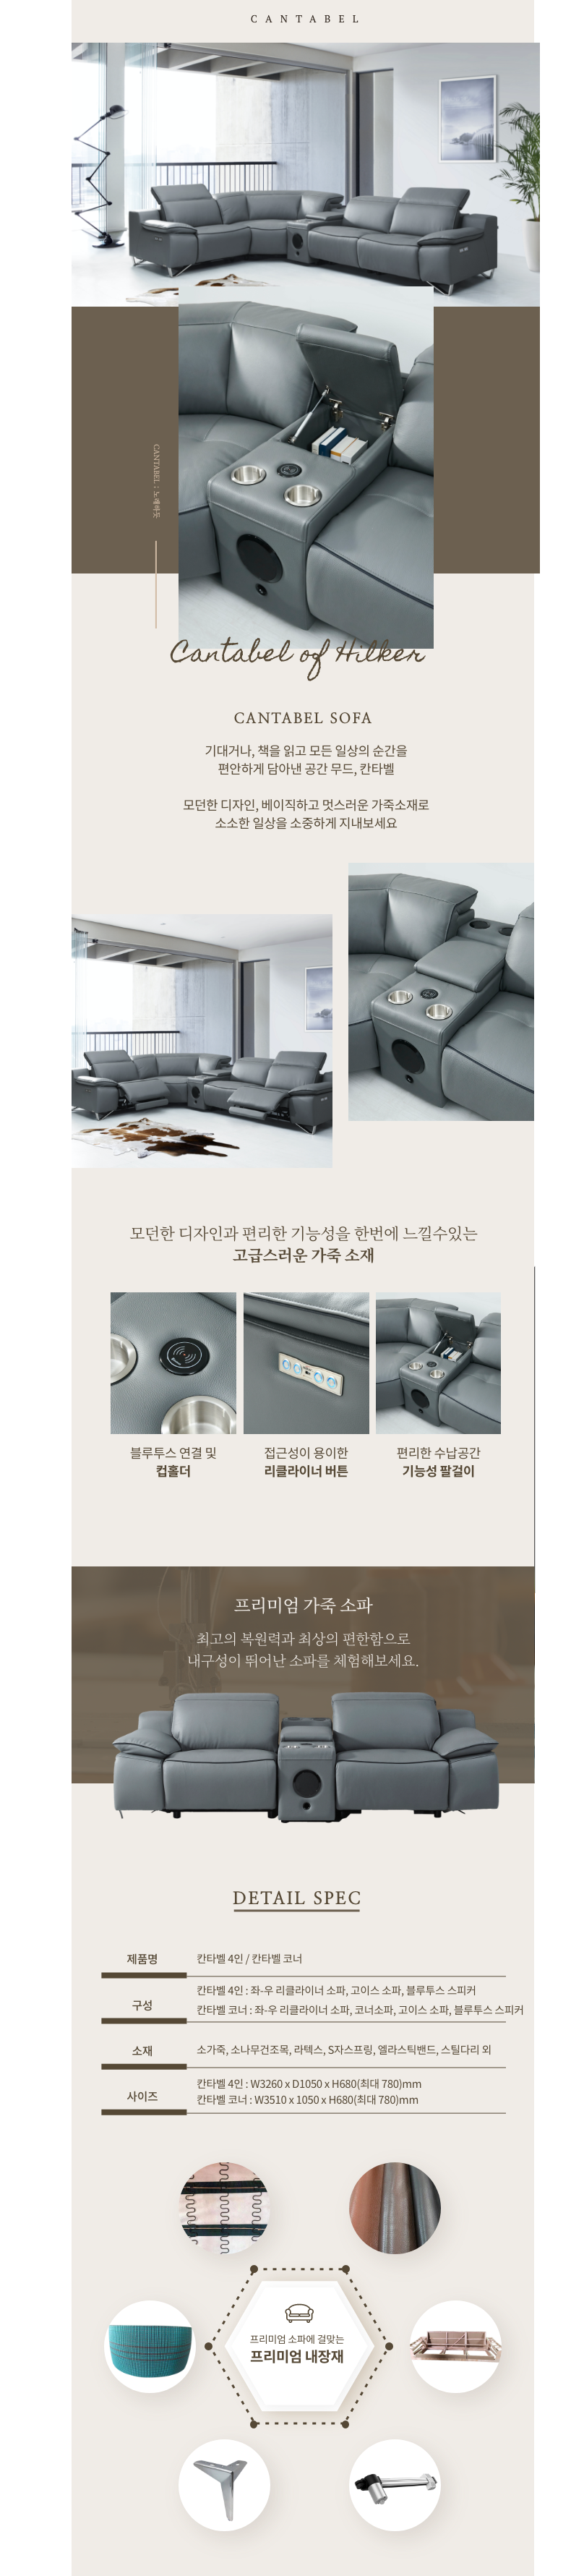 CANTABEL
CANTABEL : 노래하듯
Cantabel of Hilker
CANTABEL SOFA
기대거나, 책을 읽고 모든 일상의 순간을
편안하게 담아낸 공간 무드, 칸타벨
모던한 디자인, 베이직하고 멋스러운 가죽소재로
소소한 일상을 소중하게 지내보세요
모던한 디자인과 편리한 기능성을 한번에 느낄수있는
고급스러운 가죽 소재
블루투스 연결 및
컵홀더
접근성이 용이한
리클라이너 버튼
편리한 수납공간
기능성 팔걸이
프리미엄 가죽 소파
최고의 복원력과 최상의 편한함으로
내구성이 뛰어난 소파를 체험해보세요.
DETAIL SPEC
제품명
칸타벨 4인 / 칸타벨 코너
구성
칸타벨 4인 : 좌-우 리클라이너 소파, 고이스 소파, 블루투스 스피커
칸타벨 코너 : 좌-우 리클라이너 소파, 코너소파, 고이스 소파, 블루투스 스피커
소재
소가죽, 소나무건조목, 라텍스, S자스프링, 엘라스틱밴드, 스틸다리 외
사이즈
칸타벨 4인 : W3260 x D1050 x H680(최대 780)mm
칸타벨 코너 : W3510 x 1050 x H680(최대 780)mm
프리미엄 소파에 걸맞는
프리미엄 내장재